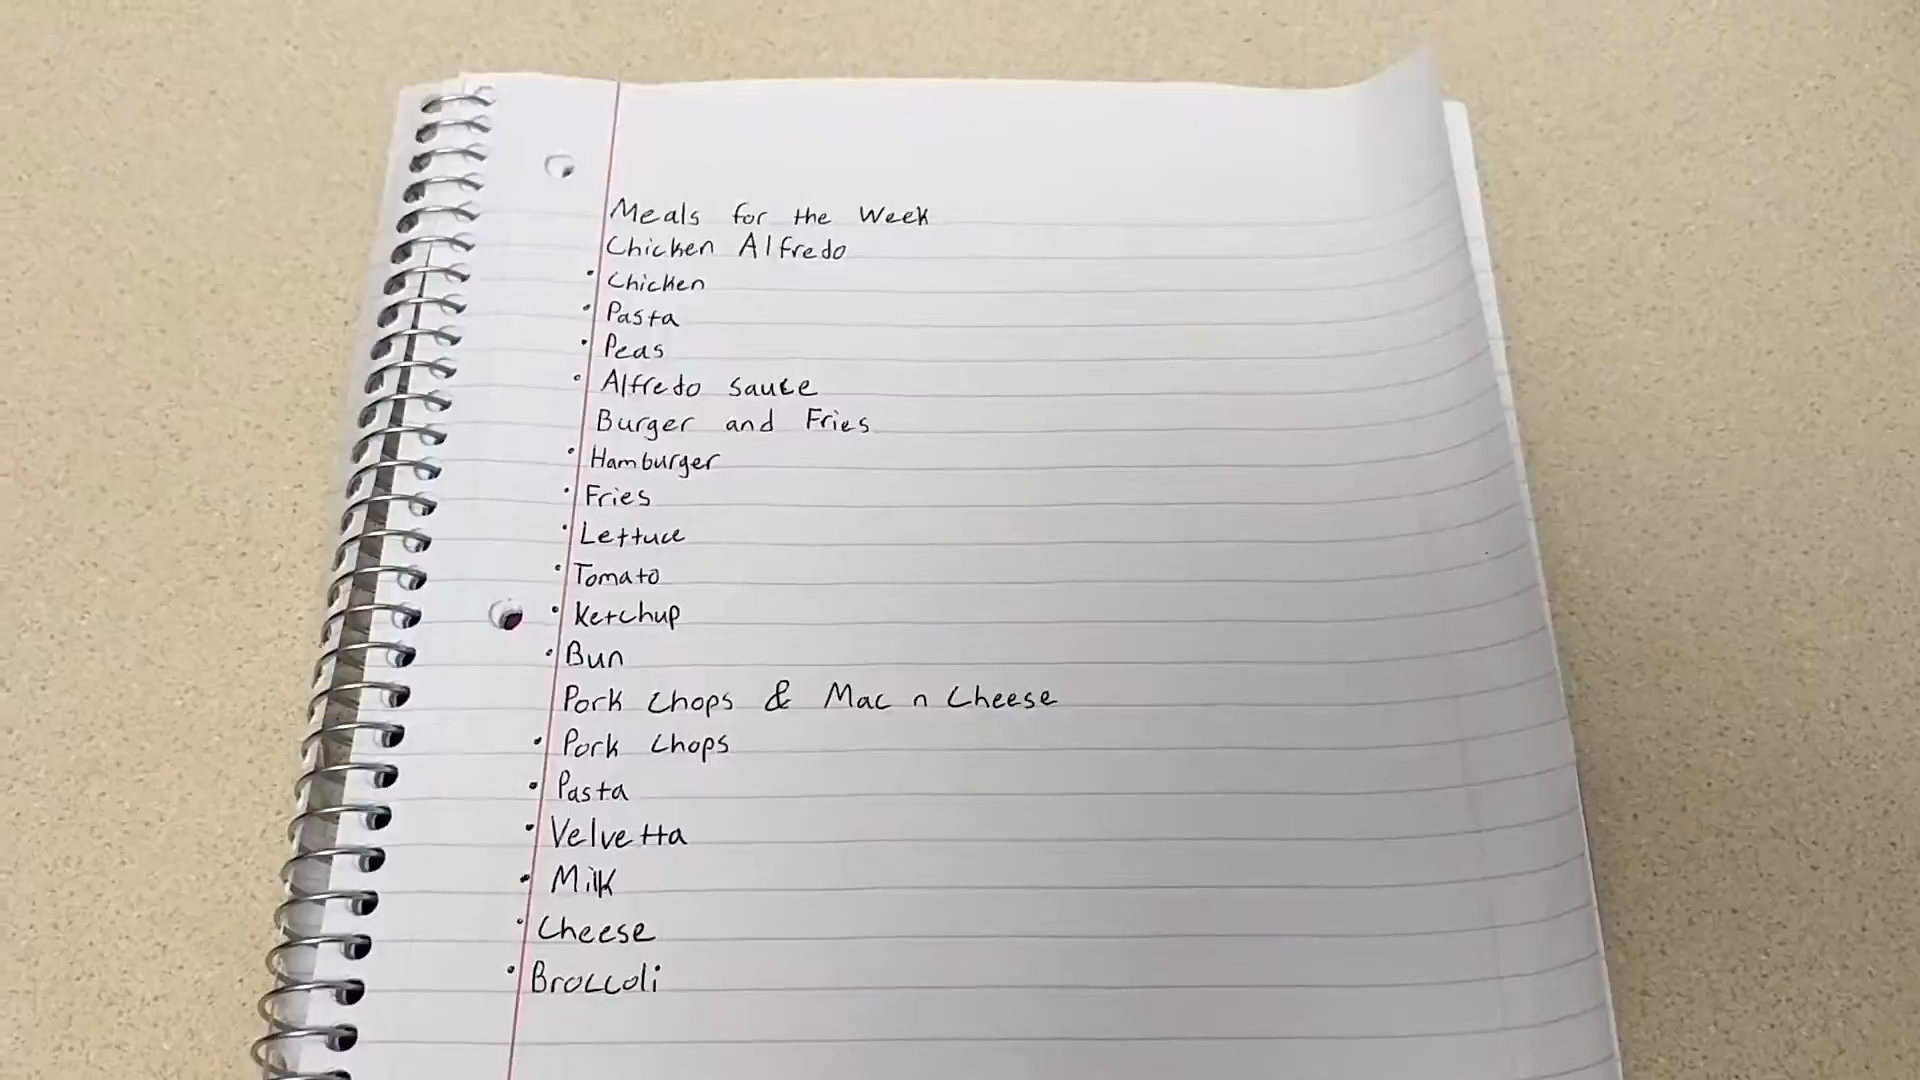 Meals for the Week
Chicken Alfredo
• Chicken
• Pasta
• Peas
• Alfredo sauce
Burger and Fries
• Hamburger
• Fries
• Lettuce
• Tomato
• Ketchup
• Bun
Pork Chops & Mac n Cheese
• Pork Chops
• Pasta
• Velvetta
• Milk
• Cheese
• Broccoli